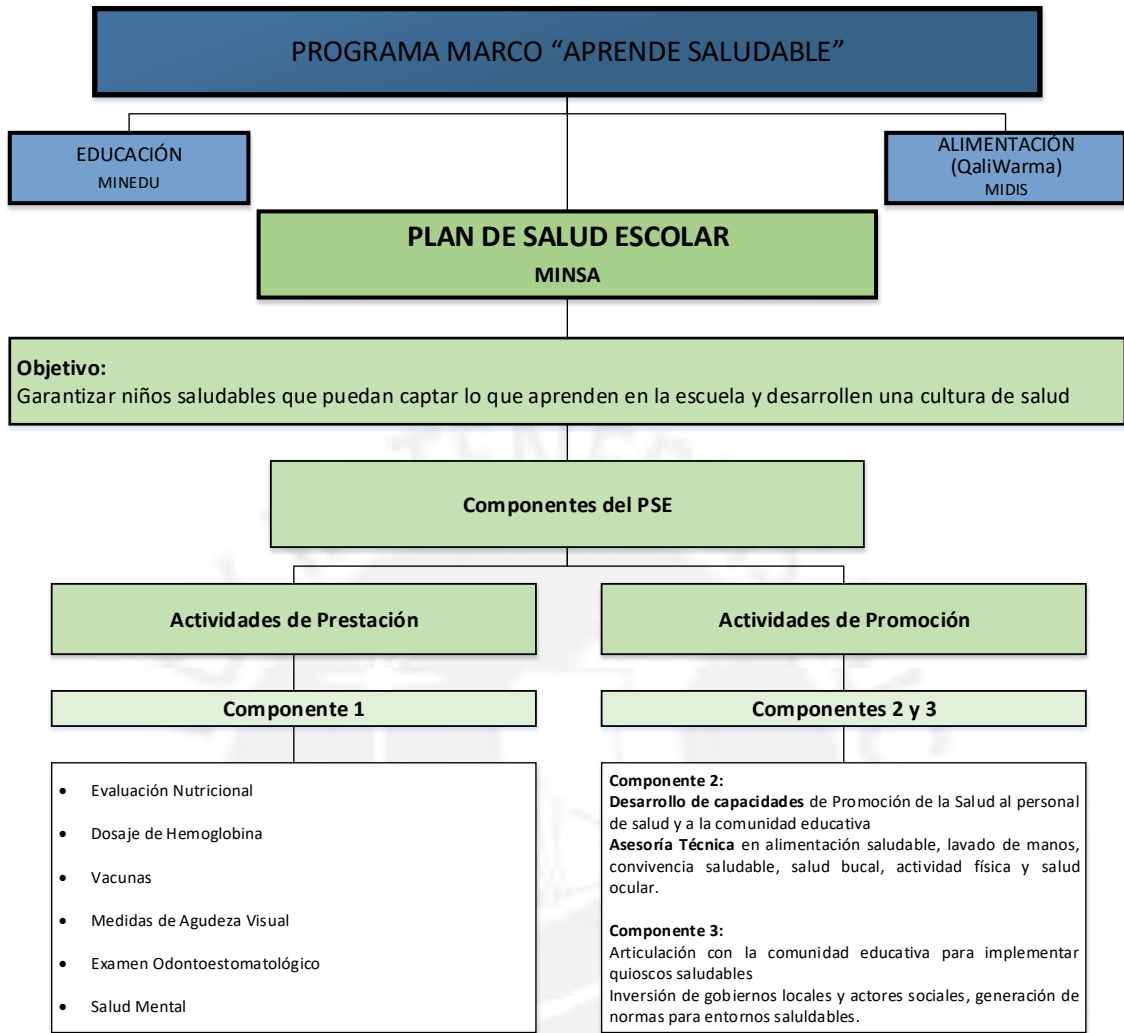 PROGRAMA MARCO “APRENDE SALUDABLE”
EDUCACIÓN
MINEDU
ALIMENTACIÓN
(QaliWarma)
MIDIS
PLAN DE SALUD ESCOLAR
MINSA
Objetivo:
Garantizar niños saludables que puedan captar lo que aprenden en la escuela y desarrollen una cultura de salud
Componentes del PSE
Actividades de Prestación
Actividades de Promoción
Componente 1
Componentes 2 y 3
• Evaluación Nutricional
• Dosaje de Hemoglobina
• Vacunas
• Medidas de Agudeza Visual
• Examen Odontoestomatológico
• Salud Mental
Componente 2:
Desarrollo de capacidades de Promoción de la Salud al personal
de salud y a la comunidad educativa
Asesoría Técnica en alimentación saludable, lavado de manos,
convivencia saludable, salud bucal, actividad física y salud
ocular.
Componente 3:
Articulación con la comunidad educativa para implementar
quioscos saludables
Inversión de gobiernos locales y actores sociales, generación de
normas para entornos saluldables.